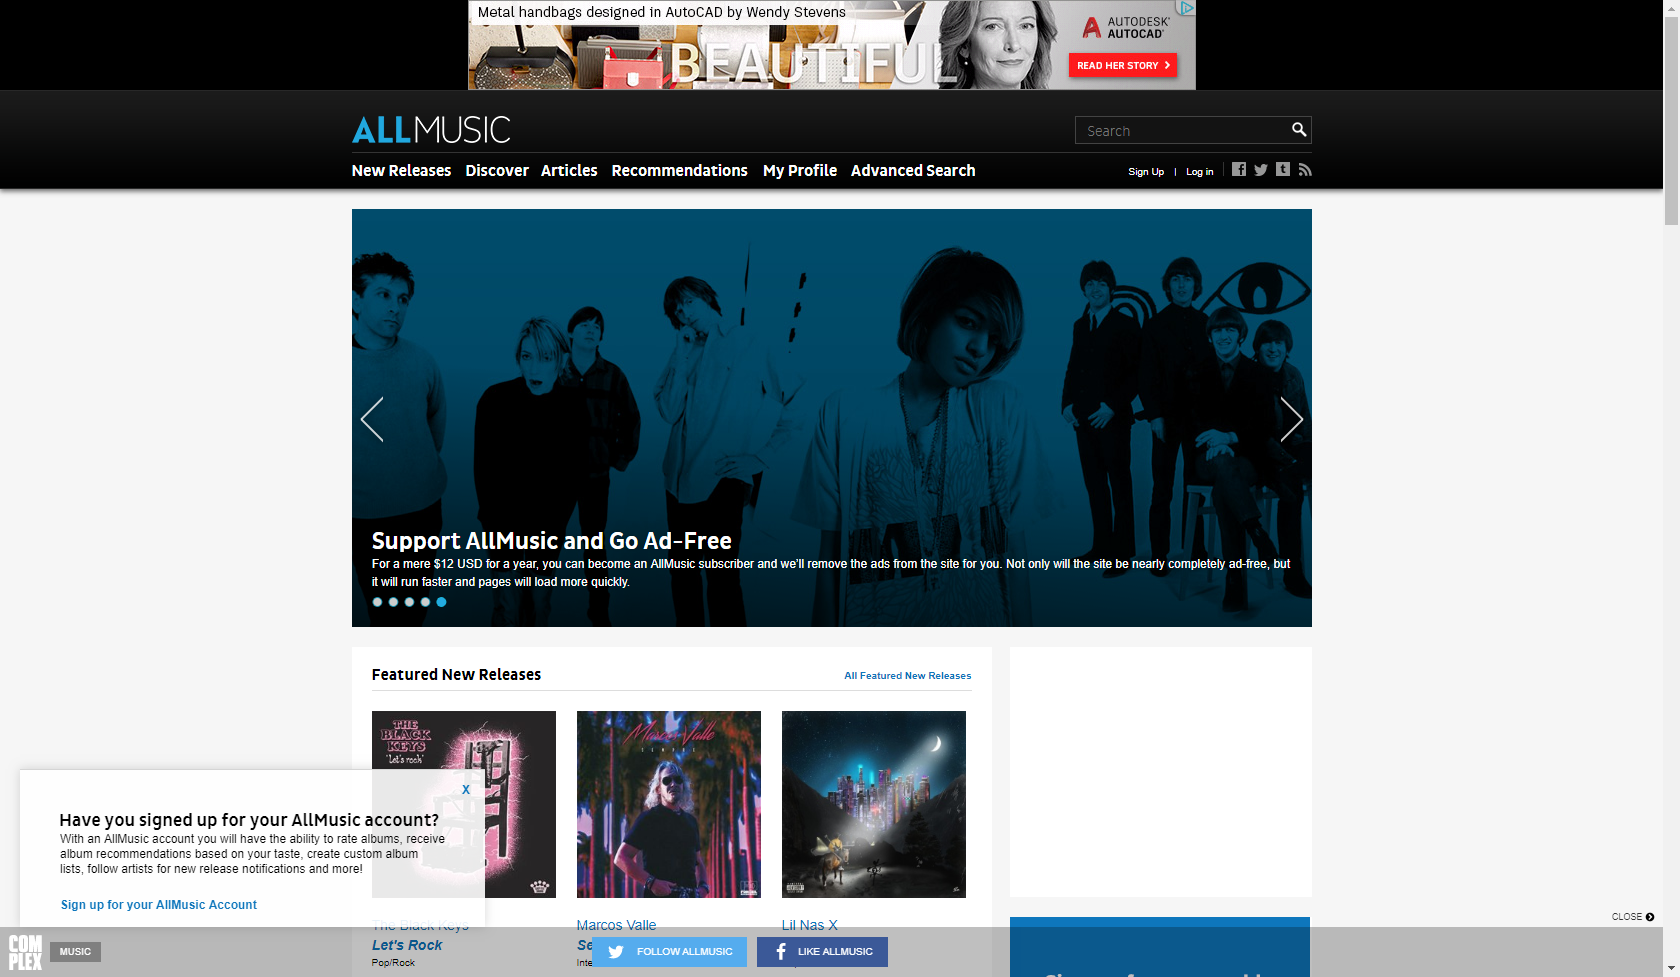 Metal handbags designed in AutoCAD by Wendy Stevens
BEAUTIFUL
AUTODESK®
AUTOCAD®
READ HER STORY
ALLMUSIC
Search
New Releases Discover Articles Recommendations My Profile Advanced Search
Sign Up | Log in
Support AllMusic and Go Ad-Free
For a mere $12 USD for a year, you can become an AllMusic subscriber and we'll remove the ads from the site for you. Not only will the site be nearly completely ad-free, but
it will run faster and pages will load more quickly.
Featured New Releases
All Featured New Releases
THE
BLACK
KEYS
"Let's rock"
Marcos Valle
SEMPRE
X
Have you signed up for your AllMusic account?
With an AllMusic account you will have the ability to rate albums, receive
album recommendations based on your taste, create custom album
lists, follow artists for new release notifications and more!
Sign up for your AllMusic Account
The Black Keys
Let's Rock
Pop/Rock
Marcos Valle
Se
Inte
Lil Nas X
CLOSE
COMPLEX
MUSIC
FOLLOW ALLMUSIC
LIKE ALLMUSIC